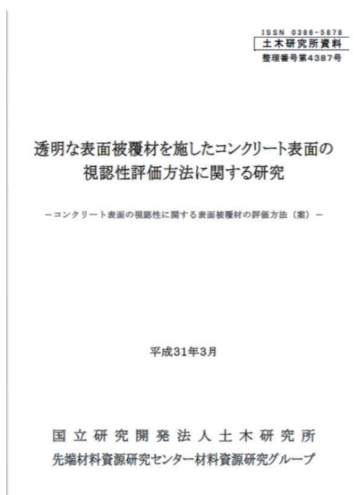 ISSN 0386-5878
土木研究所資料
整理番号第4387号
透明な表面被覆材を施したコンクリート表面の
視認性評価方法に関する研究
－コンクリート表面の視認性に関する表面被覆材の評価方法（案）－
平成31年3月
国立研究開発法人土木研究所
先端材料資源研究センター材料資源研究グループ